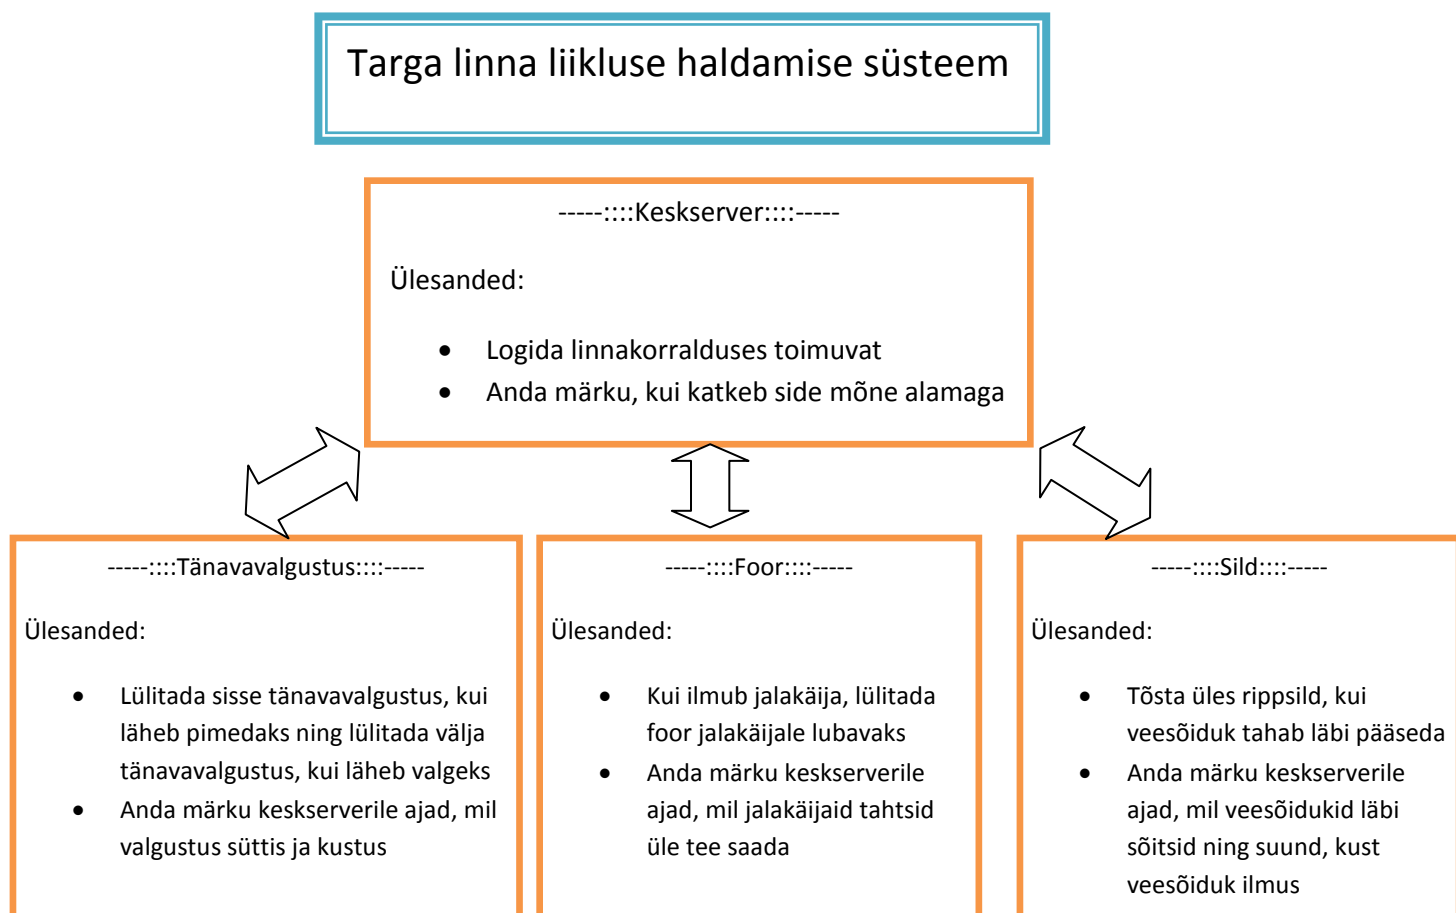 Targa linna liikluse haldamise süsteem
-----::::Keskserver::::-----
Ülesanded:
• Logida linnakorralduses toimuvat
• Anda märku, kui katkeb side mõne alamaga
-----::::Tänavavalgustus::::-----
Ülesanded:
• Lülitada sisse tänavavalgustus, kui
läheb pimedaks ning lülitada välja
tänavavalgustus, kui läheb valgeks
• Anda märku keskserverile ajad, mil
valgustus süttis ja kustus
-----::::Foor::::-----
Ülesanded:
• Kui ilmub jalakäija, lülitada
foor jalakäijale lubavaks
• Anda märku keskserverile
ajad, mil jalakäijaid tahtsid
üle tee saada
-----::::Sild::::-----
Ülesanded:
• Tõsta üles rippsild, kui
veesõiduk tahab läbi pääseda
• Anda märku keskserverile
ajad, mil veesõidukid läbi
sõitsid ning suund, kust
veesõiduk ilmus